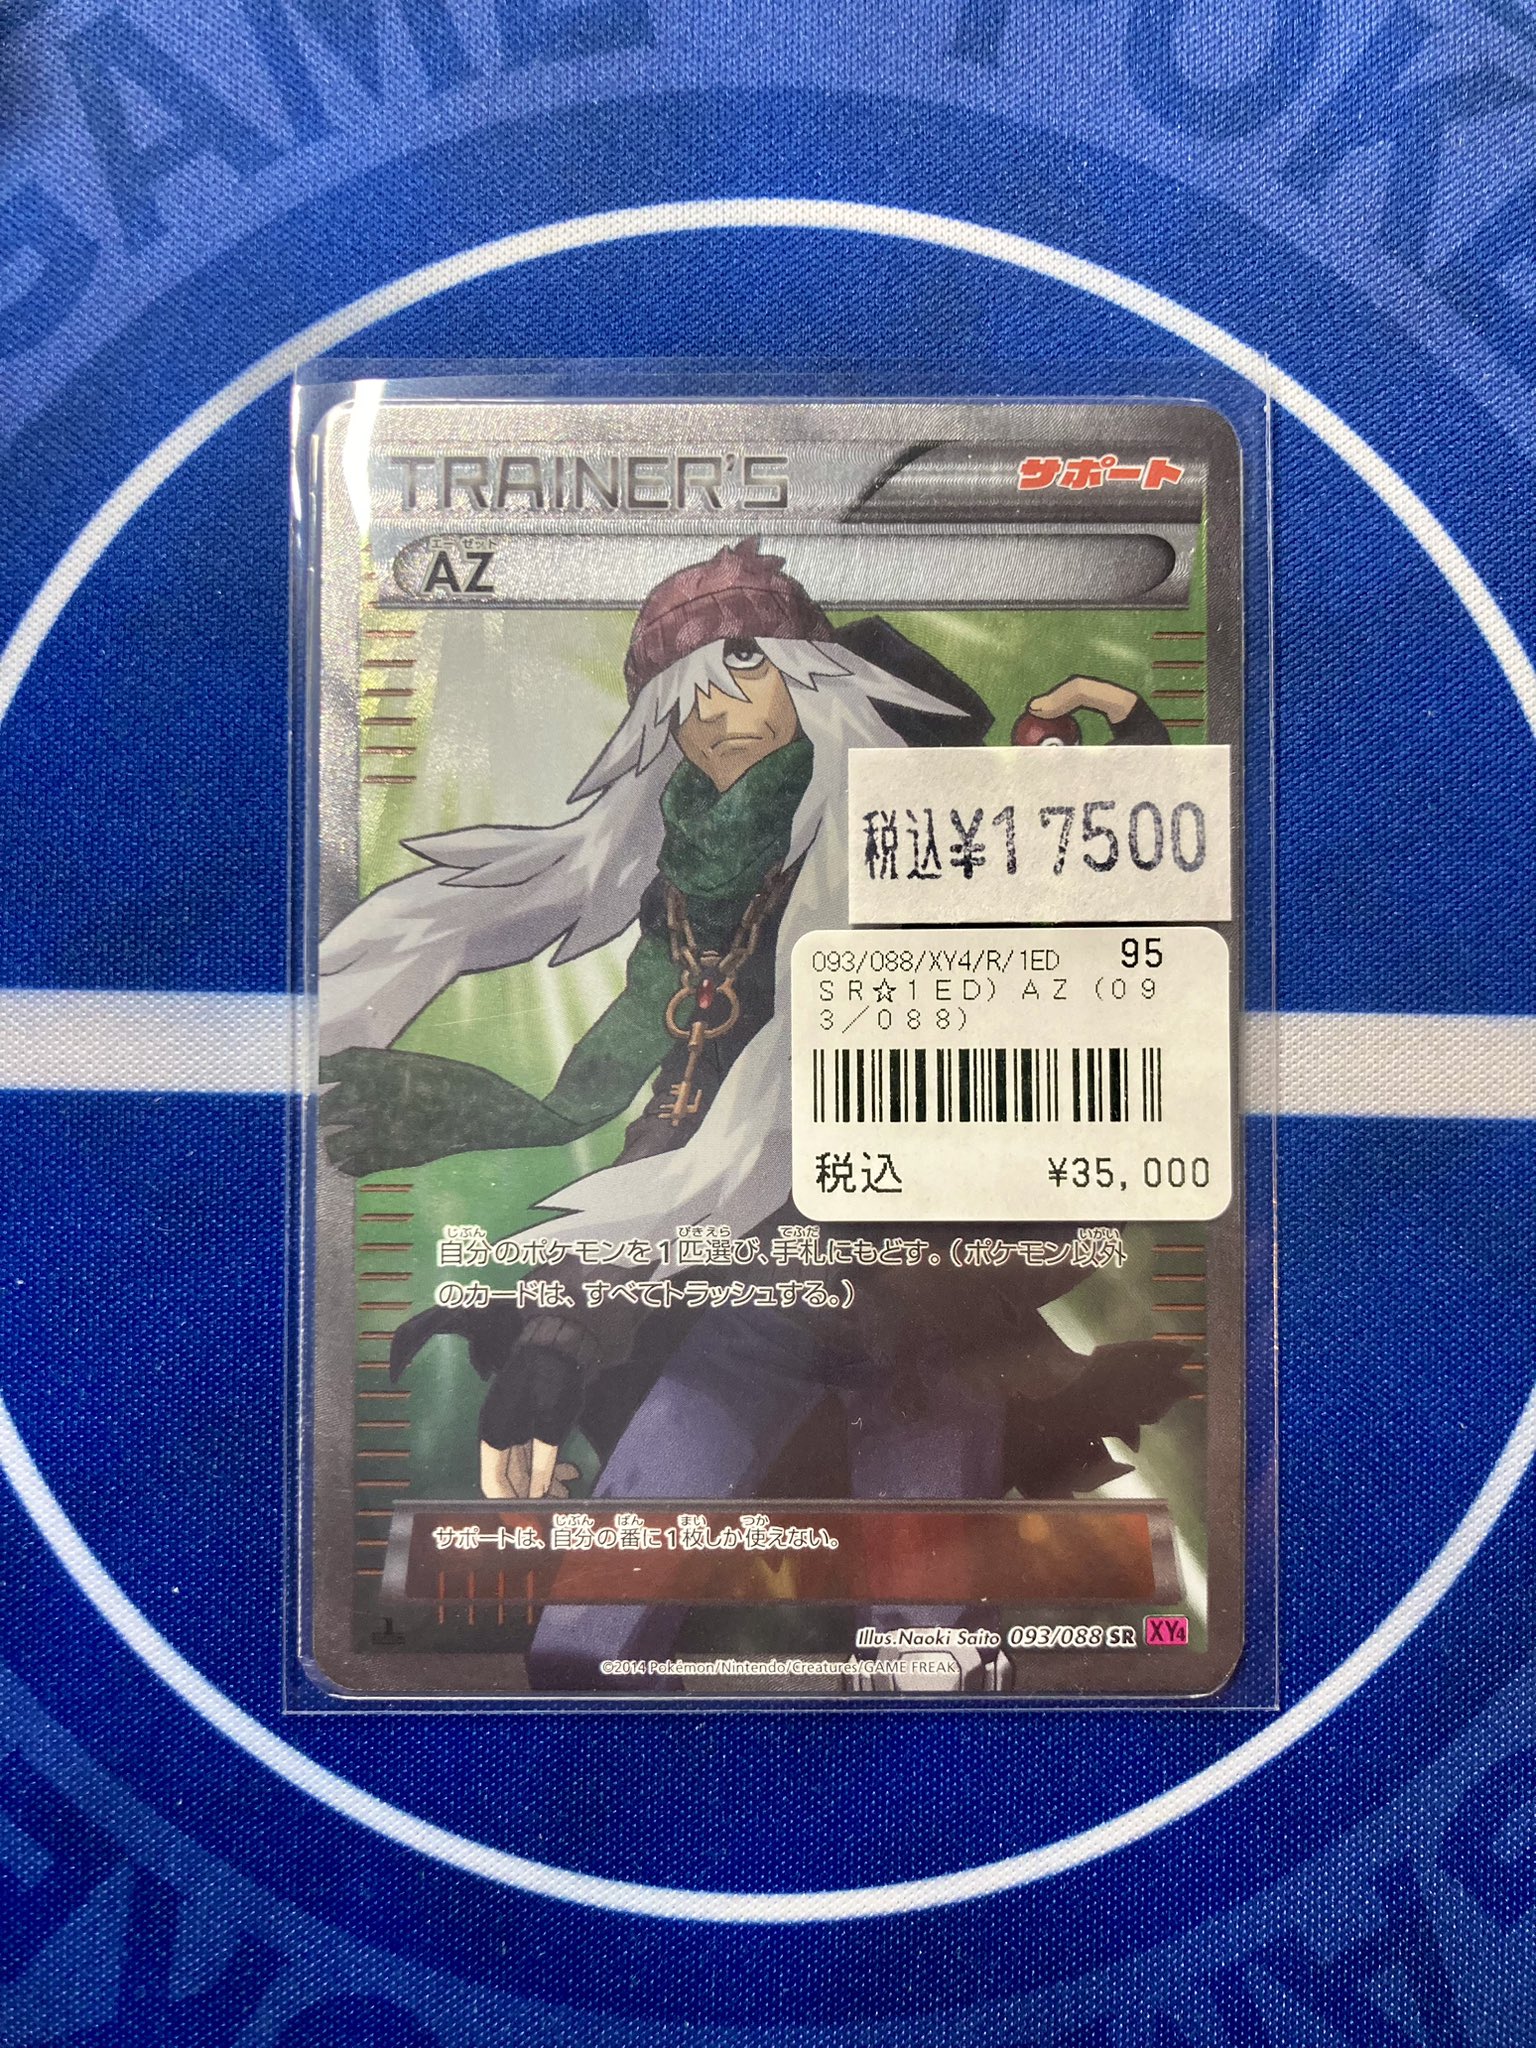 GAME FREAK
TRAINER'S
サポート
エーゼット
AZ
税込¥17500
093/088/XY4/R/1ED 95
SR☆1ED) AZ (09
3/088)
税込 ¥35,000
じぶん びきえら てふだ いがい
自分のポケモンを1匹選び、手札にもどす。(ポケモン以外
のカードは、すべてトラッシュする。)
じぶん ばん まい つか
サポートは、自分の番に1枚しか使えない。
1
Illus.Naoki Saito 093/088 SR XY4
©2014 Pokémon/Nintendo/Creatures/GAME FREAK.